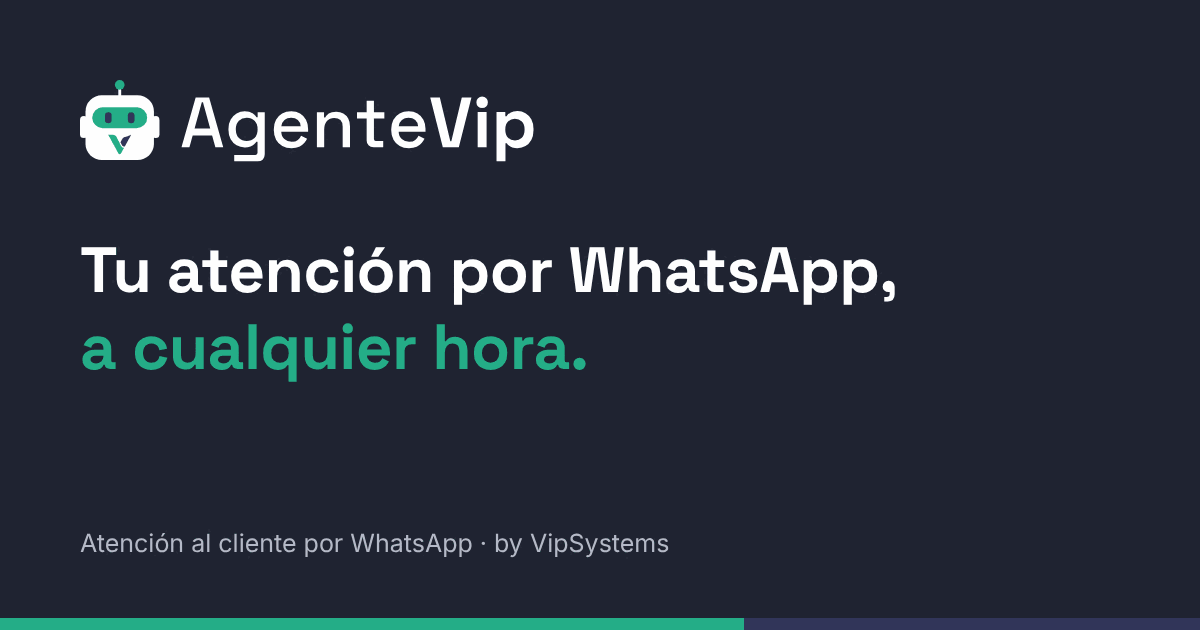 AgenteVip
Tu atención por WhatsApp,
a cualquier hora.
Atención al cliente por WhatsApp · by VipSystems